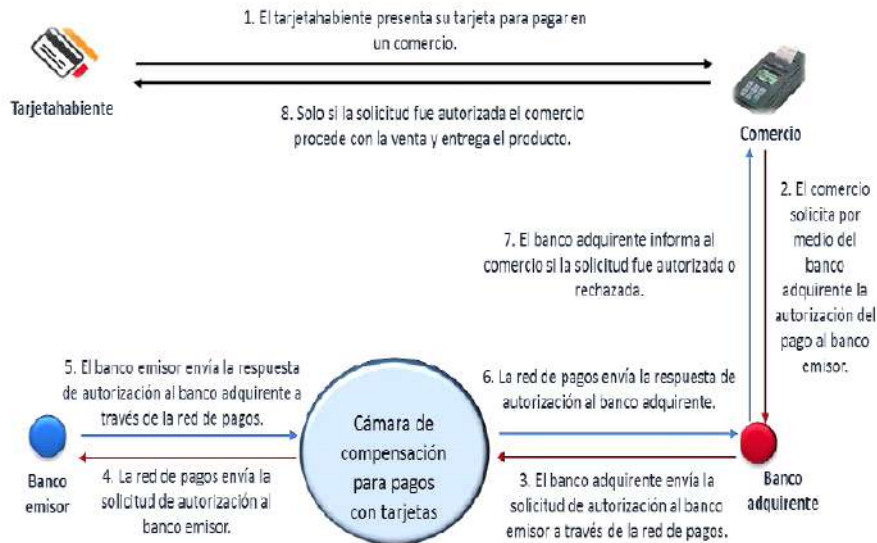 1. El tarjetahabiente presenta su tarjeta para pagar en
un comercio.
Tarjetahabiente
8. Solo si la solicitud fue autorizada el comercio
procede con la venta y entrega el producto.
Comercio
2. El comercio
solicita por
medio del
banco
adquirente la
autorización del
pago al banco
emisor.
7. El banco adquirente informa al
comercio si la solicitud fue autorizada o
rechazada.
5. El banco emisor envía la respuesta
de autorización al banco adquirente a
través de la red de pagos.
6. La red de pagos envía la respuesta de
autorización al banco adquirente.
Cámara de
compensación
para pagos
con tarjetas
Banco
emisor
4. La red de pagos envía la
solicitud de autorización al
banco emisor.
3. El banco adquirente envía la
solicitud de autorización al banco
emisor a través de la red de pagos.
Banco
adquirente